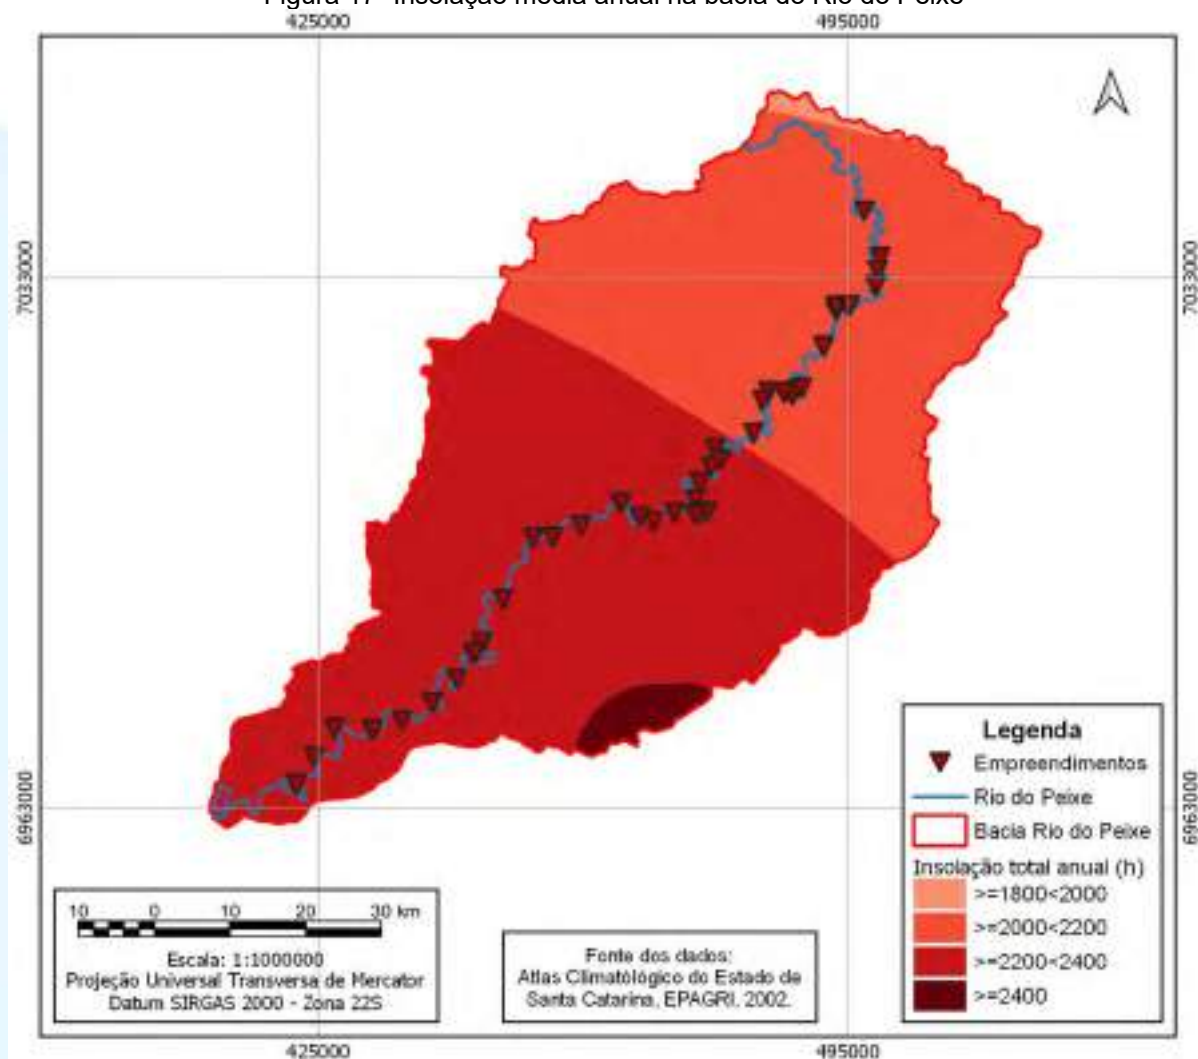 Figura 17- Insolação média anual na bacia do Rio do Peixe
425000 495000
7033000 7033000
6963000 6963000
Legenda
Empreendimentos
Rio do Peixe
Bacia Rio do Peixe
Insolação total anual (h)
>=1800<2000
>=2000<2200
>=2200<2400
>=2400
10 0 10 20 30 km
Escala: 1:1000000
Projeção Universal Transversa de Mercator
Datum SIRGAS 2000 - Zona 22S
Fonte dos dados:
Atlas Climatológico do Estado de
Santa Catarina, EPAGRI, 2002.
425000 495000